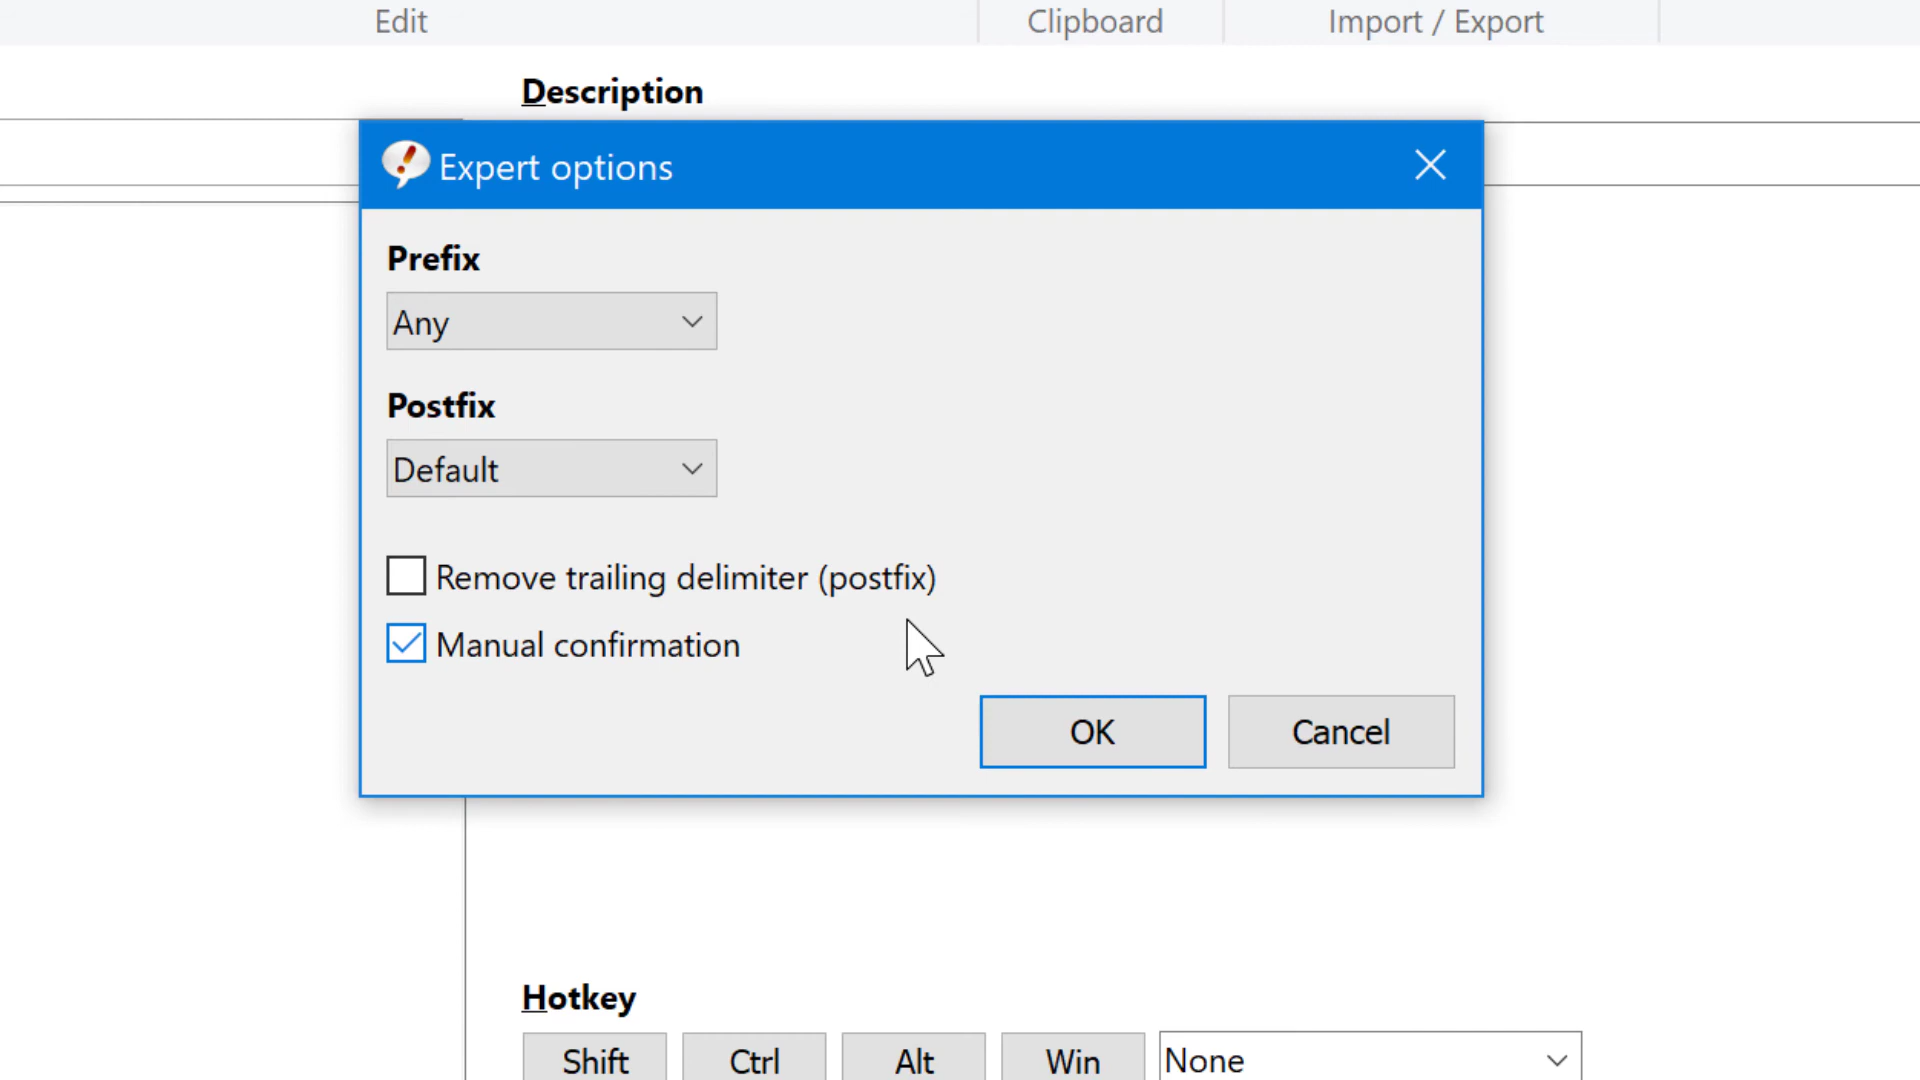 Edit
Clipboard
Import / Export
Description
Expert options
Prefix
Any
Postfix
Default
Remove trailing delimiter (postfix)
Manual confirmation
OK
Cancel
Hotkey
Shift
Ctrl
Alt
Win
None